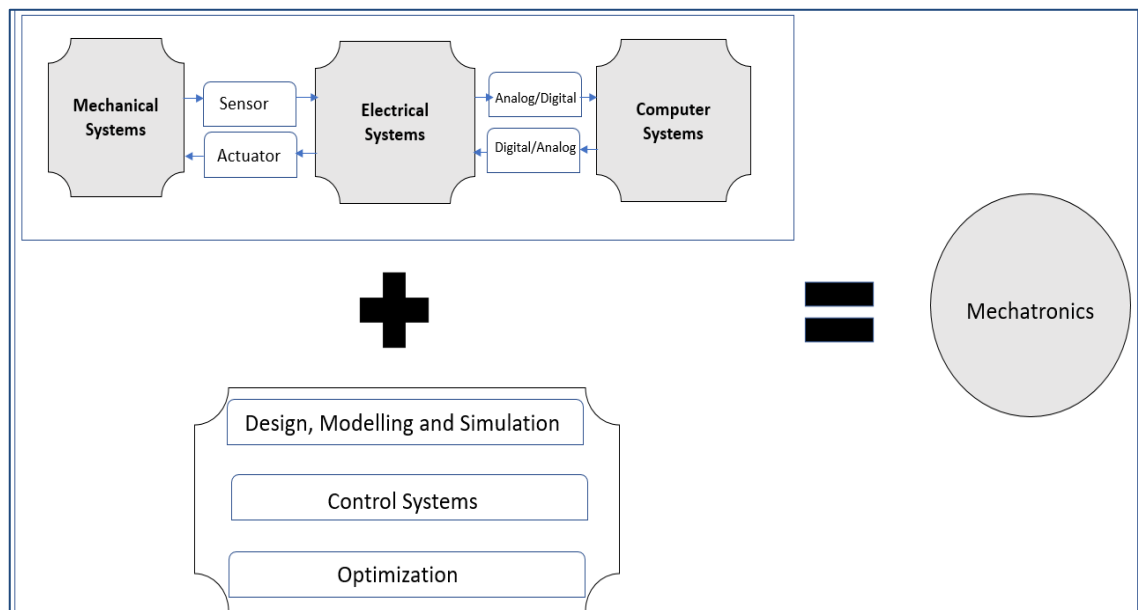 Mechanical
Systems
Sensor
Actuator
Electrical
Systems
Analog/Digital
Digital/Analog
Computer
Systems
Mechatronics
Design, Modelling and Simulation
Control Systems
Optimization